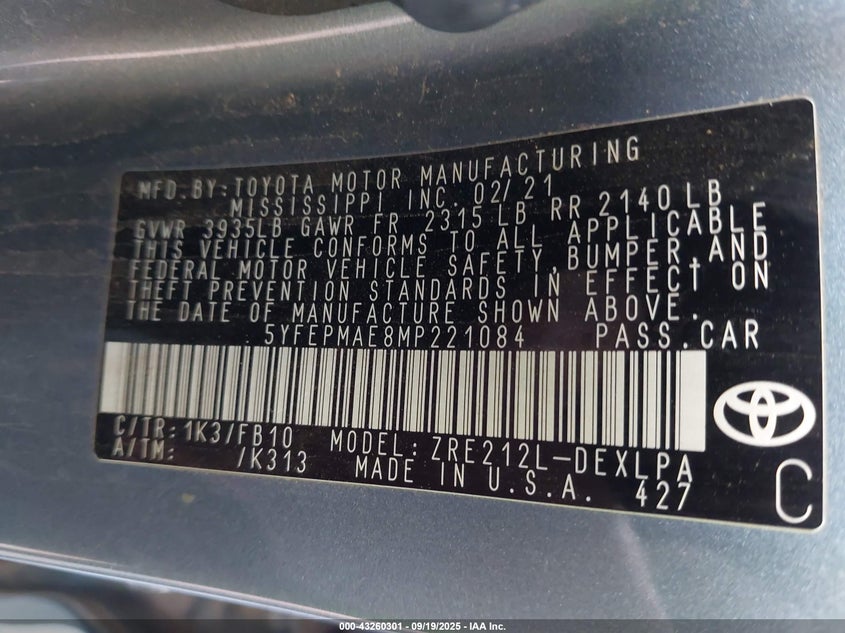 MFD.BY:TOYOTA MOTOR MANUFACTURING
MISSISSIPPI INC. 02/21
GVWR 3935LB GAWR FR 2315 LB RR 2140 LB
THIS VEHICLE CONFORMS TO ALL APPLICABLE
FEDERAL MOTOR VEHICLE SAFETY,BUMPER,AND
THEFT PREVENTION STANDARDS IN EFFECT ON
THE DATE OF MANUFACTURE SHOWN ABOVE.
5YFEPMAE8MP221084 PASS.CAR
C/TR:1K3/FB10 MODEL:ZRE212L-DEXLPA
A/TM: /K313 MADE IN U.S.A. 427
C
000-43260301 - 09/19/2025 - IAA Inc.